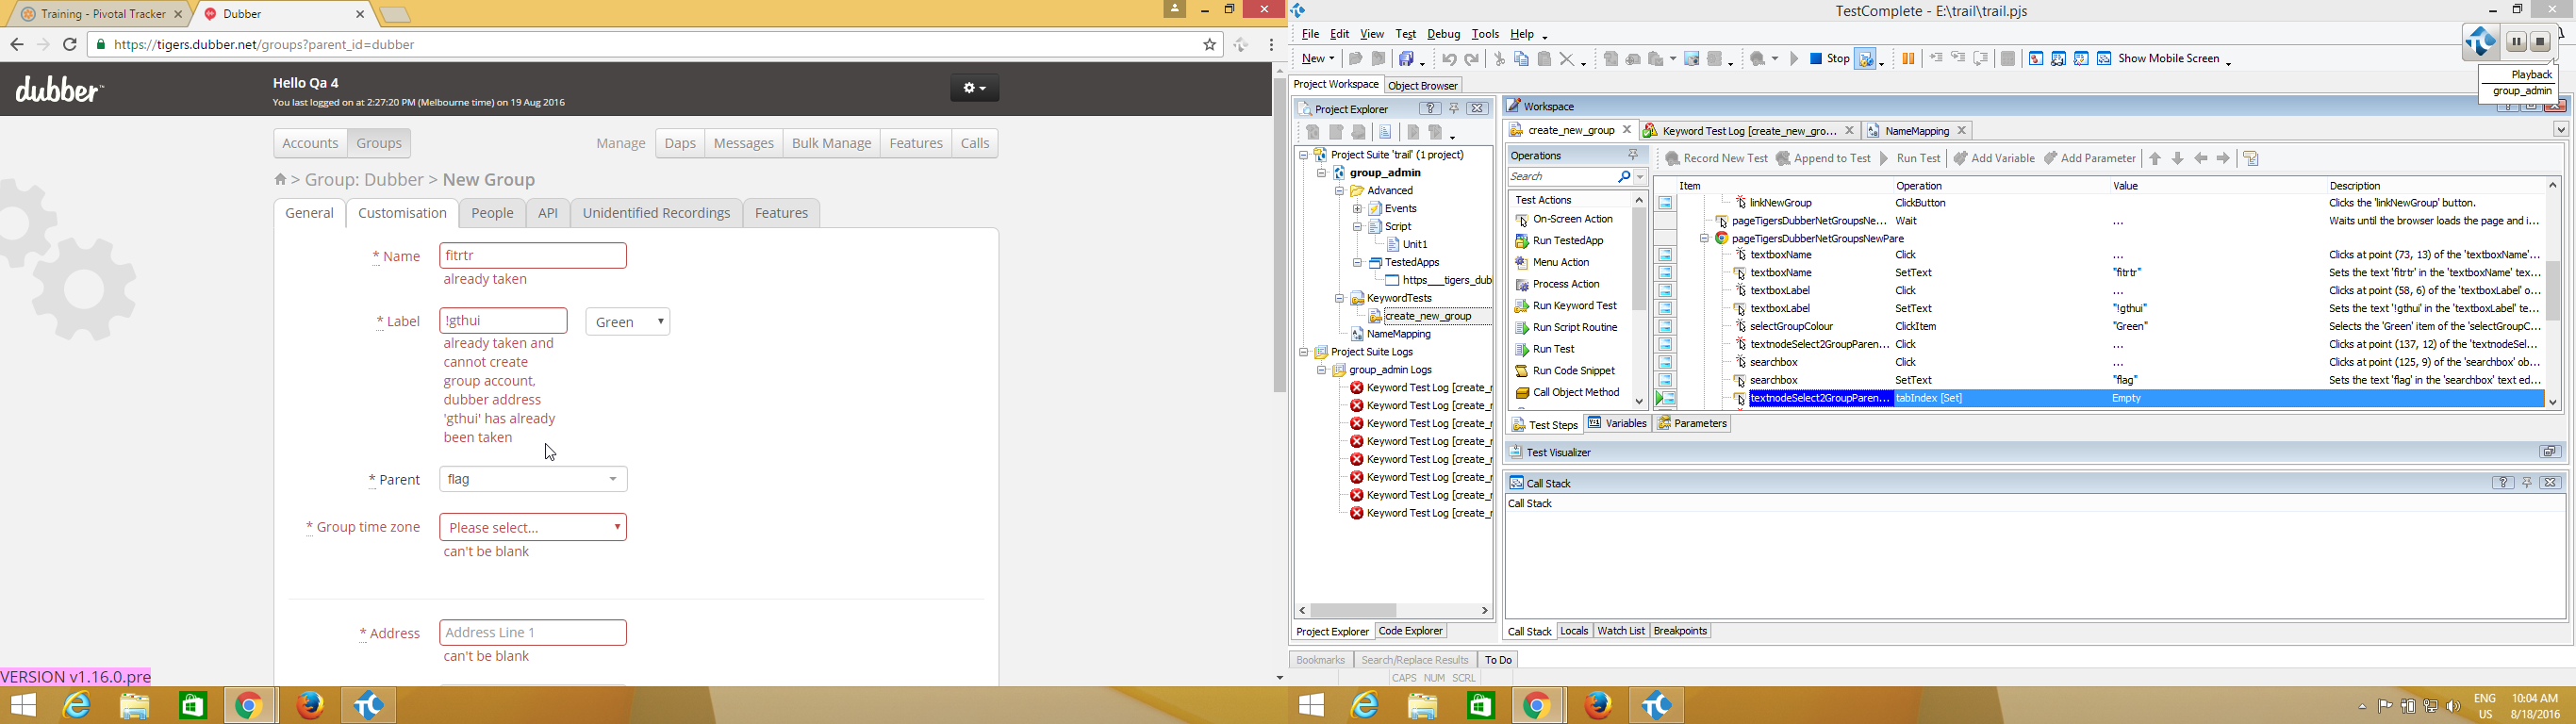 Training - Pivotal Tracker
Dubber
https://tigers.dubber.net/groups?parent_id=dubber
dubber
Hello Qa 4
You last logged on at 2:27:20 PM (Melbourne time) on 19 Aug 2016
Accounts Groups Manage Daps Messages Bulk Manage Features Calls
> Group: Dubber > New Group
General Customisation People API Unidentified Recordings Features
* Name fitrtr
already taken
* Label !gthui Green
already taken and
cannot create
group account,
dubber address
'gthui' has already
been taken
* Parent flag
* Group time zone Please select...
can't be blank
* Address Address Line 1
can't be blank
VERSION v1.16.0.pre
TestComplete - E:\trail\trail.pjs
File Edit View Test Debug Tools Help
New Stop Show Mobile Screen
Playback
group_admin
Project Workspace Object Browser
Project Explorer
Project Suite 'trail' (1 project)
group_admin
Advanced
Events
Script
Unit1
TestedApps
https___tigers_dub
KeywordTests
create_new_group
NameMapping
Project Suite Logs
group_admin Logs
Keyword Test Log [create_r
Keyword Test Log [create_r
Keyword Test Log [create_r
Keyword Test Log [create_r
Keyword Test Log [create_r
Keyword Test Log [create_r
Keyword Test Log [create_r
Keyword Test Log [create_r
Project Explorer Code Explorer
Workspace
create_new_group Keyword Test Log [create_new_gro... NameMapping
Operations
Search
Test Actions
On-Screen Action
Run TestedApp
Menu Action
Process Action
Run Keyword Test
Run Script Routine
Run Test
Run Code Snippet
Call Object Method
Record New Test Append to Test Run Test Add Variable Add Parameter
Item Operation Value Description
linkNewGroup ClickButton Clicks the 'linkNewGroup' button.
pageTigersDubberNetGroupsNe... Wait ... Waits until the browser loads the page and i...
pageTigersDubberNetGroupsNewPare
textboxName Click ... Clicks at point (73, 13) of the 'textboxName'...
textboxName SetText "fitrtr" Sets the text 'fitrtr' in the 'textboxName' tex...
textboxLabel Click ... Clicks at point (58, 6) of the 'textboxLabel' o...
textboxLabel SetText "!gthui" Sets the text '!gthui' in the 'textboxLabel' te...
selectGroupColour ClickItem "Green" Selects the 'Green' item of the 'selectGroupC...
textnodeSelect2GroupParen... Click ... Clicks at point (137, 12) of the 'textnodeSel...
searchbox Click ... Clicks at point (125, 9) of the 'searchbox' ob...
searchbox SetText "flag" Sets the text 'flag' in the 'searchbox' text ed...
textnodeSelect2GroupParen... tabIndex [Set] Empty
Test Steps Variables Parameters
Test Visualizer
Call Stack
Call Stack
Call Stack Locals Watch List Breakpoints
Bookmarks Search/Replace Results To Do
CAPS NUM SCRL
ENG
US
10:04 AM
8/18/2016